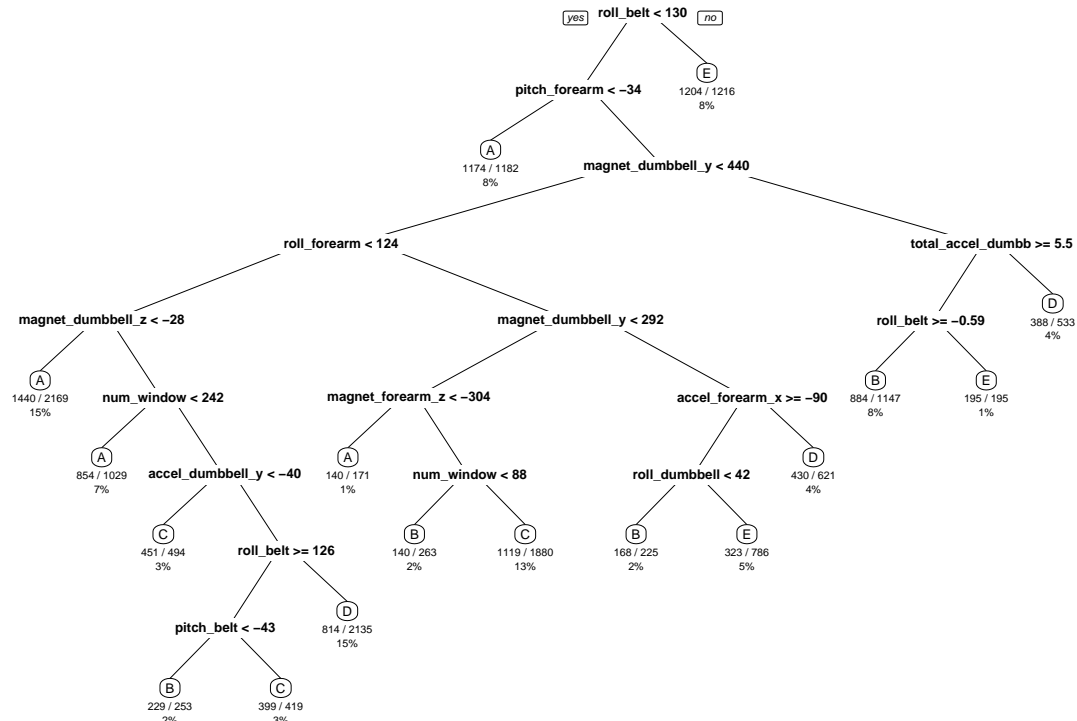 yes roll_belt < 130 no
pitch_forearm < −34
E
1204 / 1216
8%
A
1174 / 1182
8%
magnet_dumbbell_y < 440
roll_forearm < 124
total_accel_dumbb >= 5.5
magnet_dumbbell_z < −28
magnet_dumbbell_y < 292
roll_belt >= −0.59
D
388 / 533
4%
A
1440 / 2169
15%
num_window < 242
magnet_forearm_z < −304
accel_forearm_x >= −90
B
884 / 1147
8%
E
195 / 195
1%
A
854 / 1029
7%
accel_dumbbell_y < −40
A
140 / 171
1%
num_window < 88
roll_dumbbell < 42
D
430 / 621
4%
C
451 / 494
3%
roll_belt >= 126
B
140 / 263
2%
C
1119 / 1880
13%
B
168 / 225
2%
E
323 / 786
5%
pitch_belt < −43
D
814 / 2135
15%
B
229 / 253
2%
C
399 / 419
3%